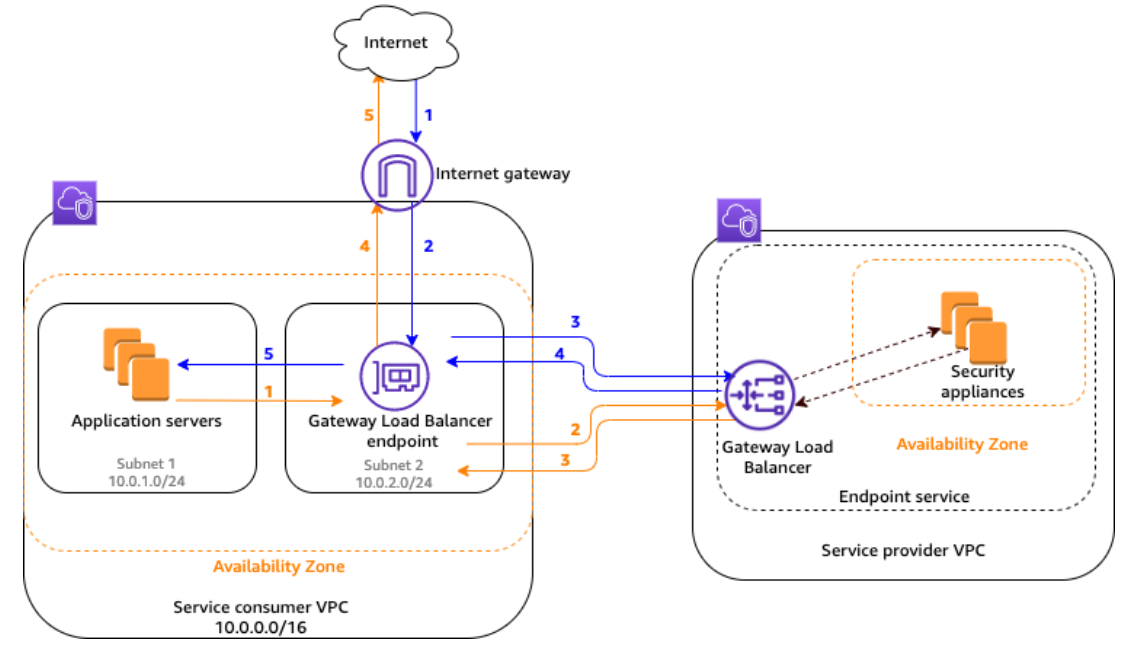 Internet
5
1
Internet gateway
4
2
3
4
5
1
2
3
Application servers
Subnet 1
10.0.1.0/24
Gateway Load Balancer
endpoint
Subnet 2
10.0.2.0/24
Availability Zone
Service consumer VPC
10.0.0.0/16
Security
appliances
Availability Zone
Gateway Load
Balancer
Endpoint service
Service provider VPC